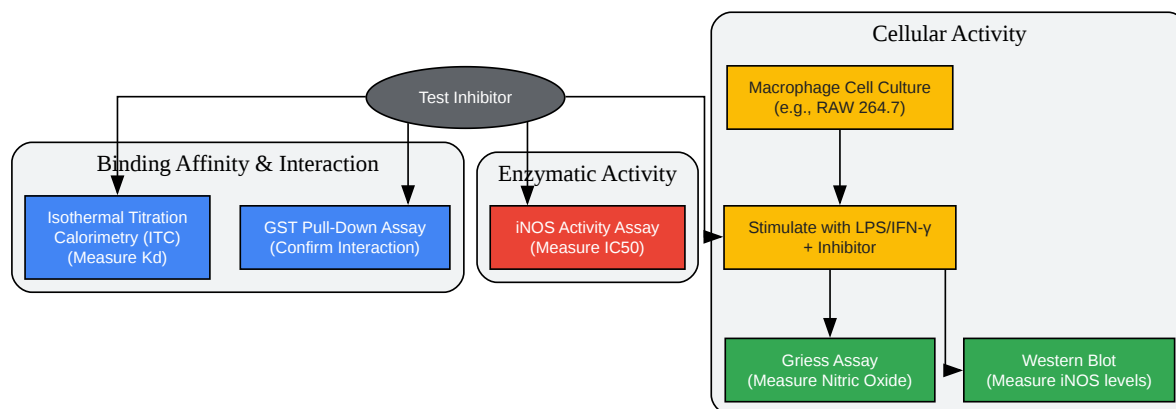 Cellular Activity
Macrophage Cell Culture
(e.g., RAW 264.7)
Test Inhibitor
Binding Affinity & Interaction
Enzymatic Activity
Isothermal Titration
Calorimetry (ITC)
(Measure Kd)
GST Pull-Down Assay
(Confirm Interaction)
iNOS Activity Assay
(Measure IC50)
Stimulate with LPS/IFN-γ
+ Inhibitor
Griess Assay
(Measure Nitric Oxide)
Western Blot
(Measure iNOS levels)